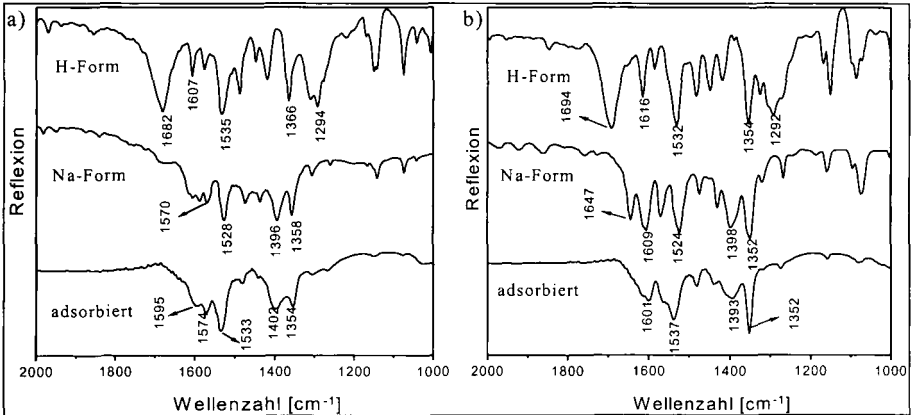 a)
Reflexion
H-Form
1682
1607
1535
1366
1294
Na-Form
1570
1528
1396
1358
adsorbiert
1595
1574
1533
1402
1354
2000 1800 1600 1400 1200 1000
Wellenzahl [cm⁻¹]
b)
Reflexion
H-Form
1694
1616
1532
1354
1292
Na-Form
1647
1609
1524
1398
1352
adsorbiert
1601
1537
1393
1352
2000 1800 1600 1400 1200 1000
Wellenzahl [cm⁻¹]